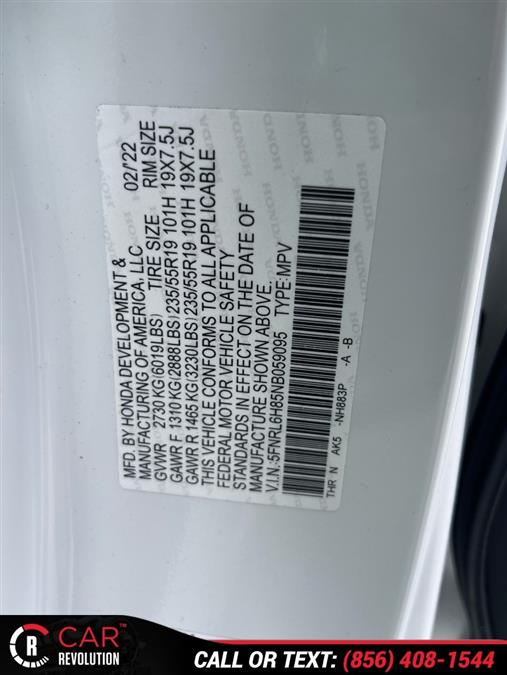 MFD. BY HONDA DEVELOPMENT &
MANUFACTURING OF AMERICA, LLC 02/'22
GVWR 2730 KG(6019LBS) TIRE SIZE RIM SIZE
GAWR F 1310 KG(2888LBS)235/55R19 101H 19X7.5J
GAWR R 1465 KG(3230LBS)235/55R19 101H 19X7.5J
THIS VEHICLE CONFORMS TO ALL APPLICABLE
FEDERAL MOTOR VEHICLE SAFETY
STANDARDS IN EFFECT ON THE DATE OF
MANUFACTURE SHOWN ABOVE.
V.I.N.:5FNRL6H85NB059095 TYPE:MPV
THR N AK5 -NH883P -A -B
HONDA HONDA HONDA
R CAR REVOLUTION
CALL OR TEXT: (856) 408-1544